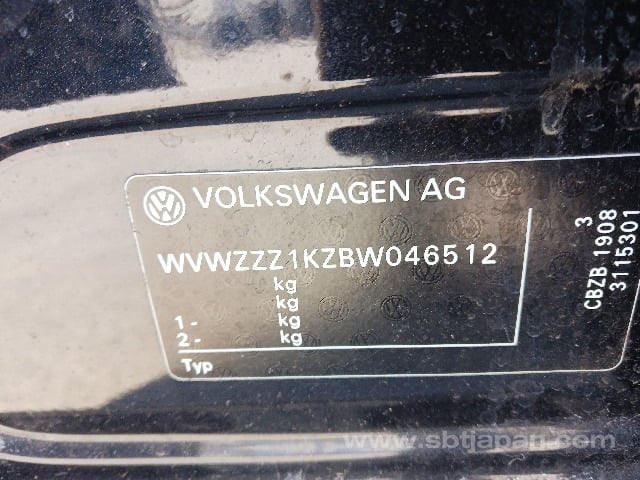 VOLKSWAGEN AG
WVWZZZ1KZBW046512
kg
kg
1- kg
2- kg
Typ
3
CBZB 1908
3115301
www.sbtjapan.com